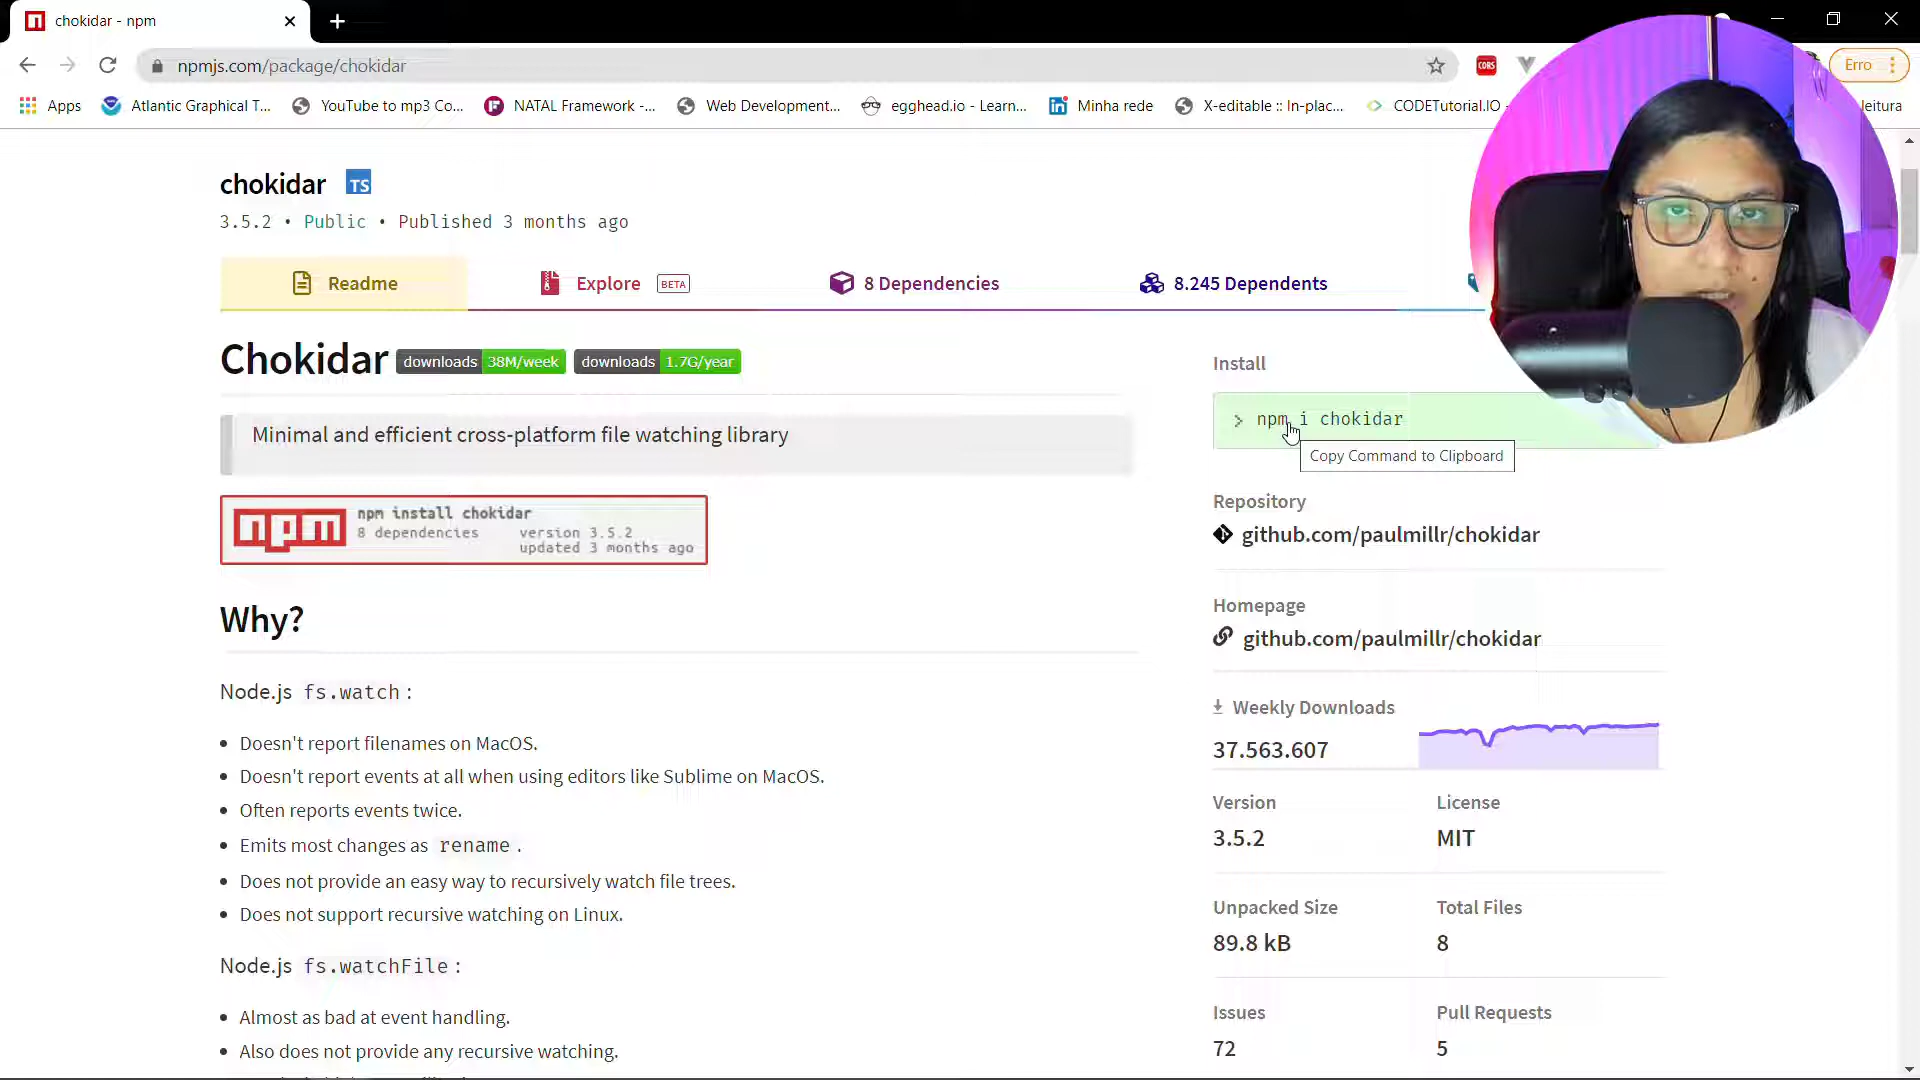 chokidar - npm
npmjs.com/package/chokidar
CORS
Erro
Apps
Atlantic Graphical T...
YouTube to mp3 Co...
NATAL Framework -...
Web Development...
egghead.io - Learn...
Minha rede
X-editable :: In-plac...
CODETutorial.IO -
leitura
chokidar TS
3.5.2 • Public • Published 3 months ago
Readme
Explore BETA
8 Dependencies
8.245 Dependents
Chokidar downloads 38M/week downloads 1.7G/year
Minimal and efficient cross-platform file watching library
npm
npm install chokidar
8 dependencies version 3.5.2
updated 3 months ago
Why?
Node.js fs.watch:
• Doesn't report filenames on MacOS.
• Doesn't report events at all when using editors like Sublime on MacOS.
• Often reports events twice.
• Emits most changes as rename.
• Does not provide an easy way to recursively watch file trees.
• Does not support recursive watching on Linux.
Node.js fs.watchFile:
• Almost as bad at event handling.
• Also does not provide any recursive watching.
Install
> npm i chokidar
Copy Command to Clipboard
Repository
github.com/paulmillr/chokidar
Homepage
github.com/paulmillr/chokidar
Weekly Downloads
37.563.607
Version
3.5.2
License
MIT
Unpacked Size
89.8 kB
Total Files
8
Issues
72
Pull Requests
5